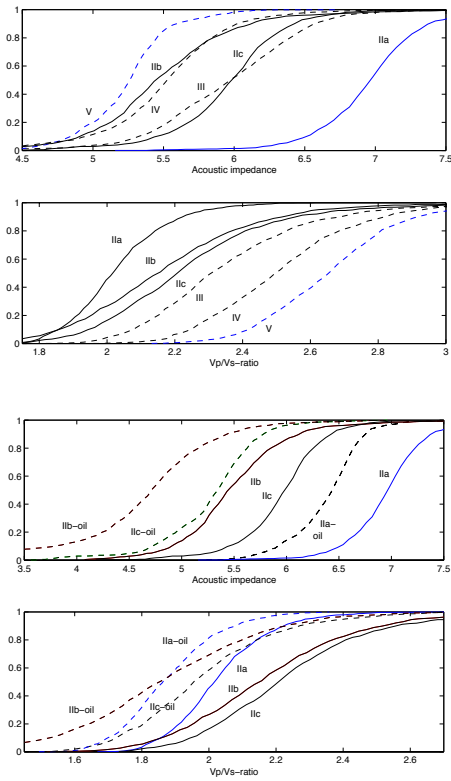 1
0.8
0.6
0.4
0.2
0
4.5 5 5.5 6 6.5 7 7.5
Acoustic impedance
V
IIb
IV
III
IIc
IIa
1
0.8
0.6
0.4
0.2
0
1.8 2 2.2 2.4 2.6 2.8 3
Vp/Vs−ratio
IIa
IIb
IIc
III
IV
V
1
0.8
0.6
0.4
0.2
0
3.5 4 4.5 5 5.5 6 6.5 7 7.5
Acoustic impedance
IIb−oil
IIc−oil
IIb
IIc
IIa−
oil
IIa
1
0.8
0.6
0.4
0.2
0
1.6 1.8 2 2.2 2.4 2.6
Vp/Vs−ratio
IIa−oil
IIb−oil
IIc−oil
IIa
IIb
IIc